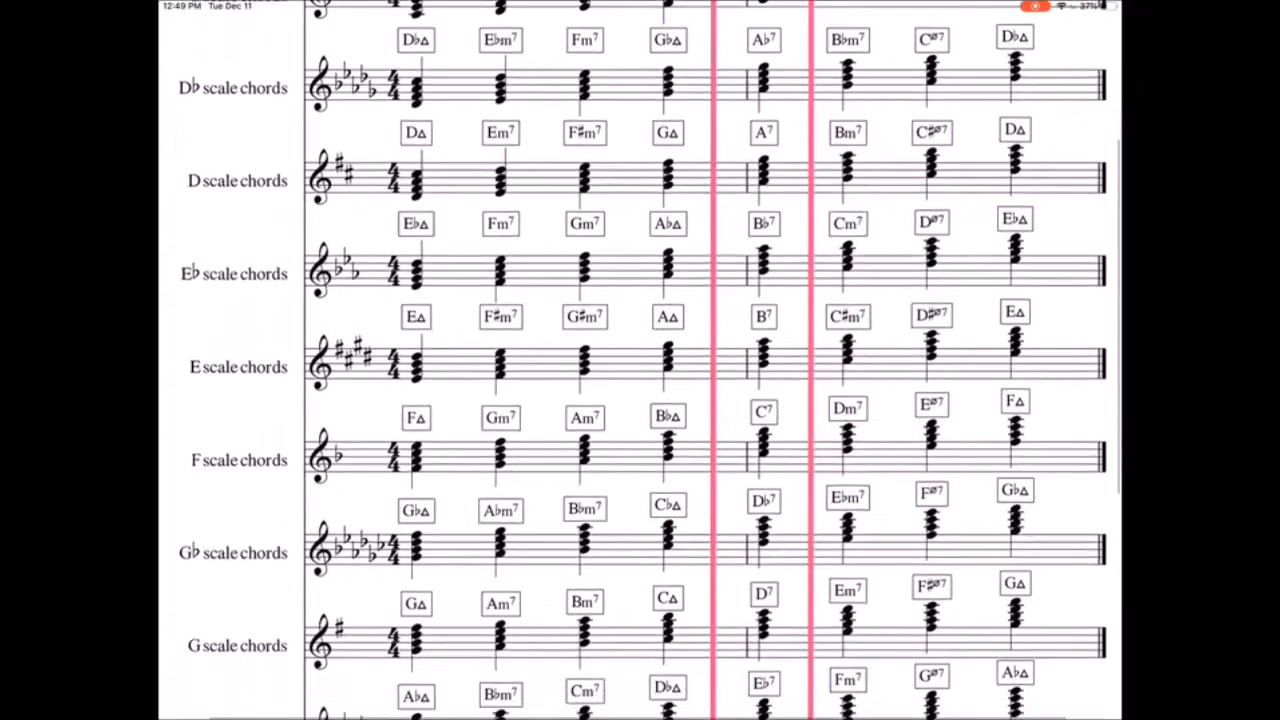 12:49 PM Tue Dec 11 37%
D♭△ E♭m7 Fm7 G♭△ A♭7 B♭m7 Cø7 D♭△
D♭ scale chords
D△ Em7 F♯m7 G△ A7 Bm7 C♯ø7 D△
D scale chords
E♭△ Fm7 Gm7 A♭△ B♭7 Cm7 Dø7 E♭△
E♭ scale chords
E△ F♯m7 G♯m7 A△ B7 C♯m7 D♯ø7 E△
E scale chords
F△ Gm7 Am7 B♭△ C7 Dm7 Eø7 F△
F scale chords
G♭△ A♭m7 B♭m7 C♭△ D♭7 E♭m7 Fø7 G♭△
G♭ scale chords
G△ Am7 Bm7 C△ D7 Em7 F♯ø7 G△
G scale chords
A♭△ B♭m7 Cm7 D♭△ E♭7 Fm7 Gø7 A♭△